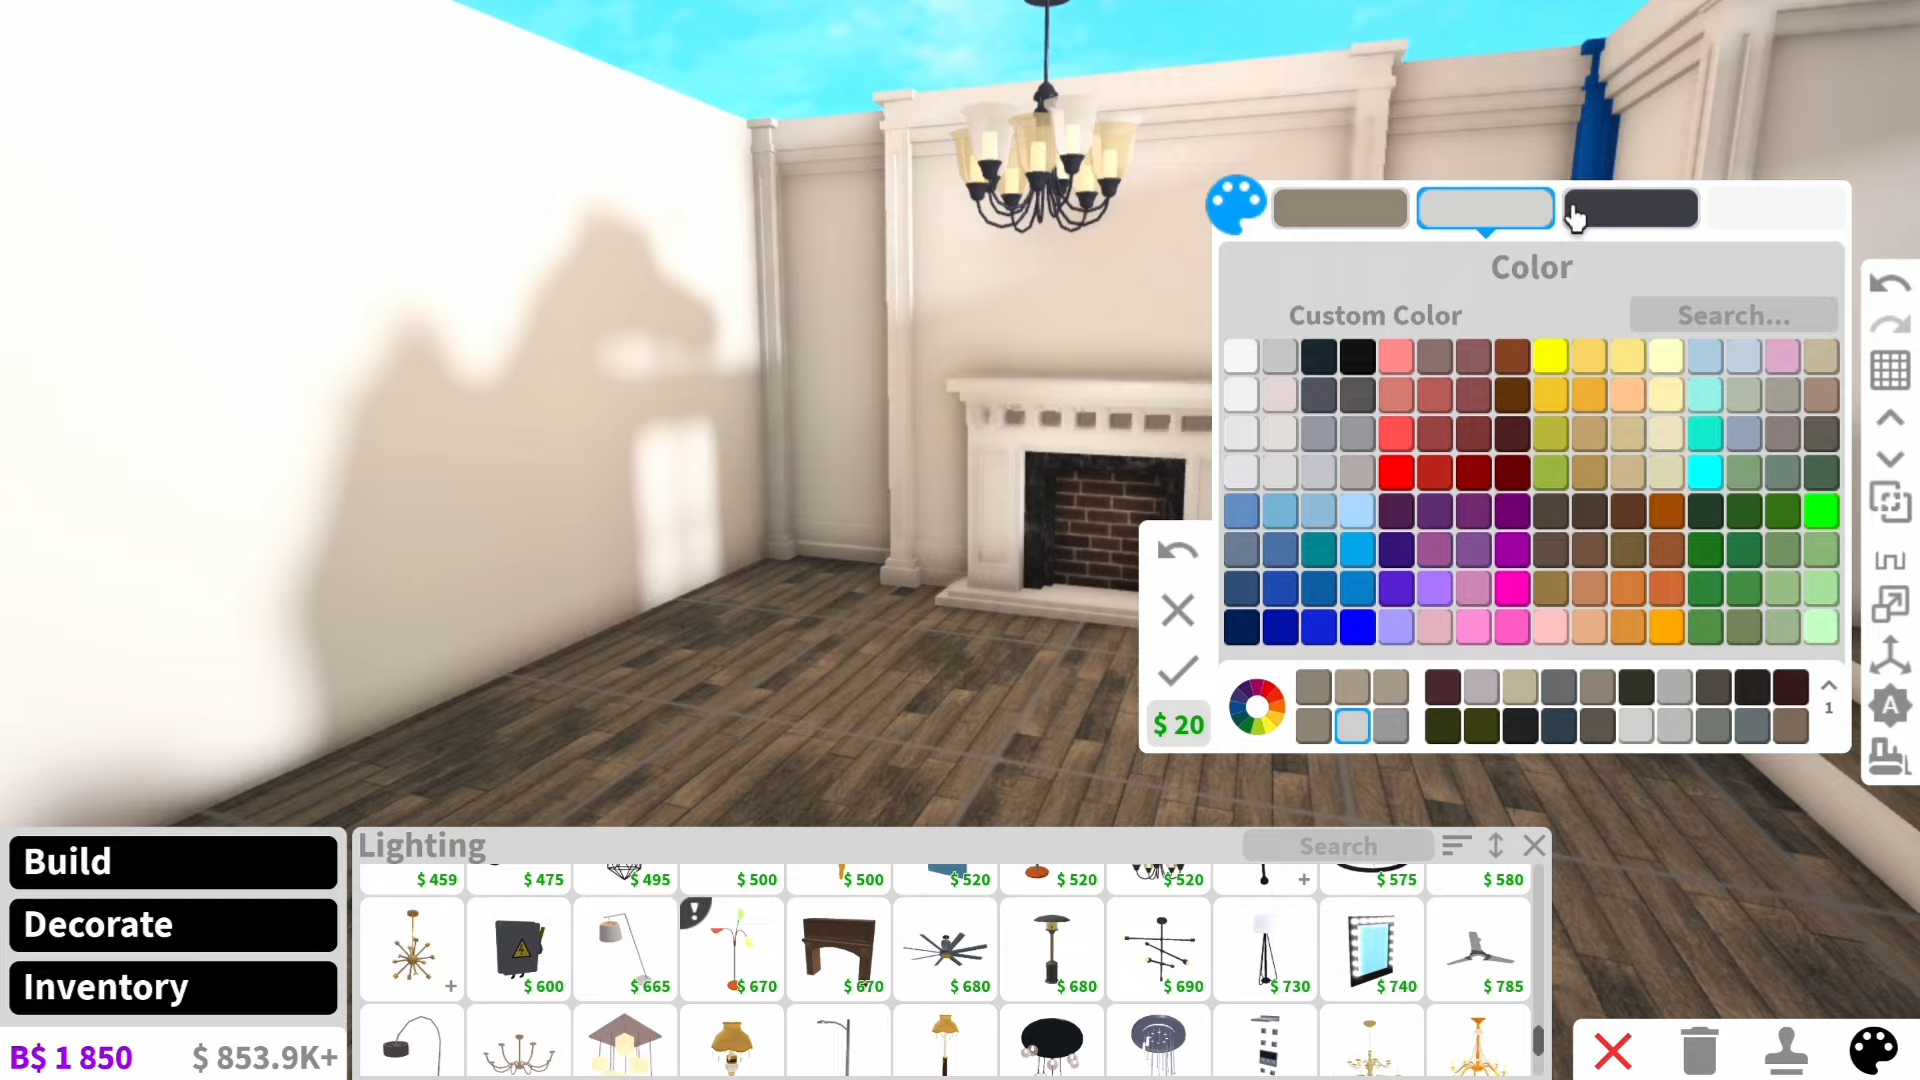 Color
Custom Color
Search...
1
$ 20
A
Lighting
Search
$ 459
$ 475
$ 495
$ 500
$ 500
$ 520
$ 520
$ 520
+
$ 575
$ 580
!
+
$ 600
$ 665
$ 670
$ 670
$ 680
$ 680
$ 690
$ 730
$ 740
$ 785
Build
Decorate
Inventory
B$ 1 850
$ 853.9K+